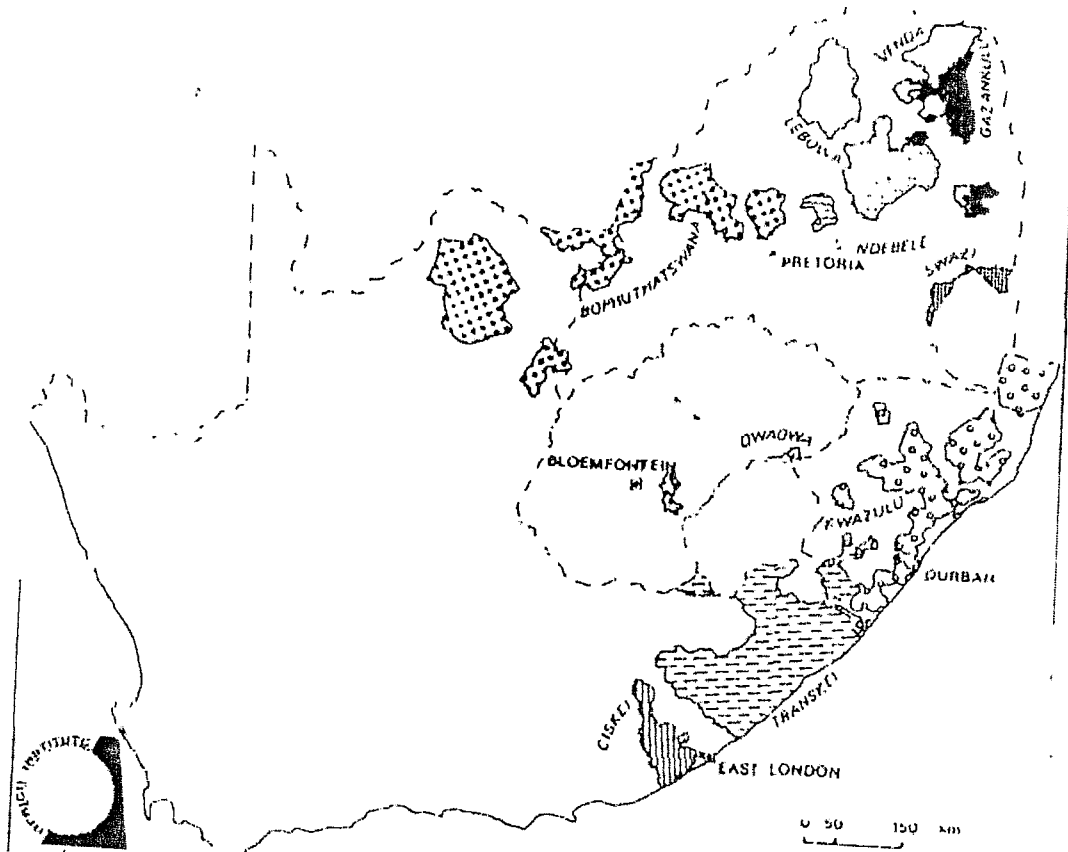 VENDA
GAZANKULU
LEBOWA
NDEBELE
PRETORIA
SWAZI
BOPHUTHATSWANA
QWAQWA
BLOEMFONTEIN
KWAZULU
DURBAN
TRANSKEI
CISKEI
EAST LONDON
INSTITUTE
0 50 150 km